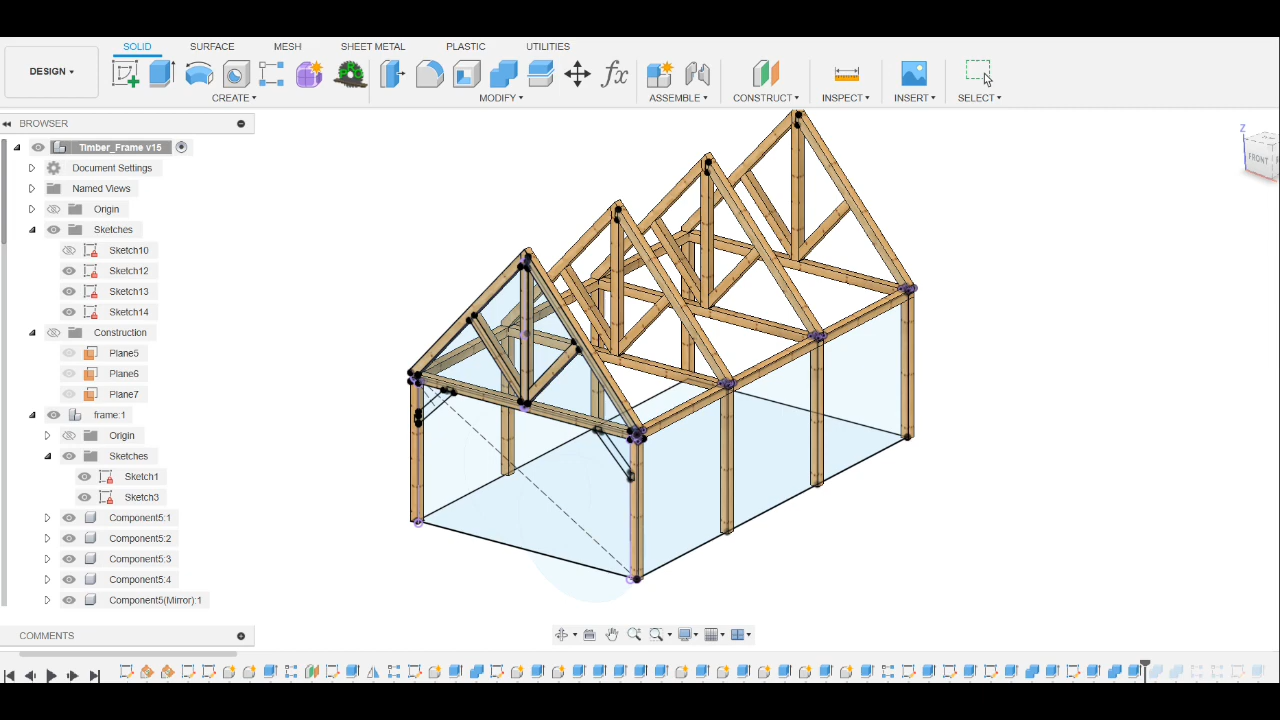 SOLID SURFACE MESH SHEET METAL PLASTIC UTILITIES
DESIGN
CREATE MODIFY ASSEMBLE CONSTRUCT INSPECT INSERT SELECT
BROWSER
Timber_Frame v15
Document Settings
Named Views
Origin
Sketches
Sketch10
Sketch12
Sketch13
Sketch14
Construction
Plane5
Plane6
Plane7
frame:1
Origin
Sketches
Sketch1
Sketch3
Component5:1
Component5:2
Component5:3
Component5:4
Component5(Mirror):1
COMMENTS
Z
FRONT